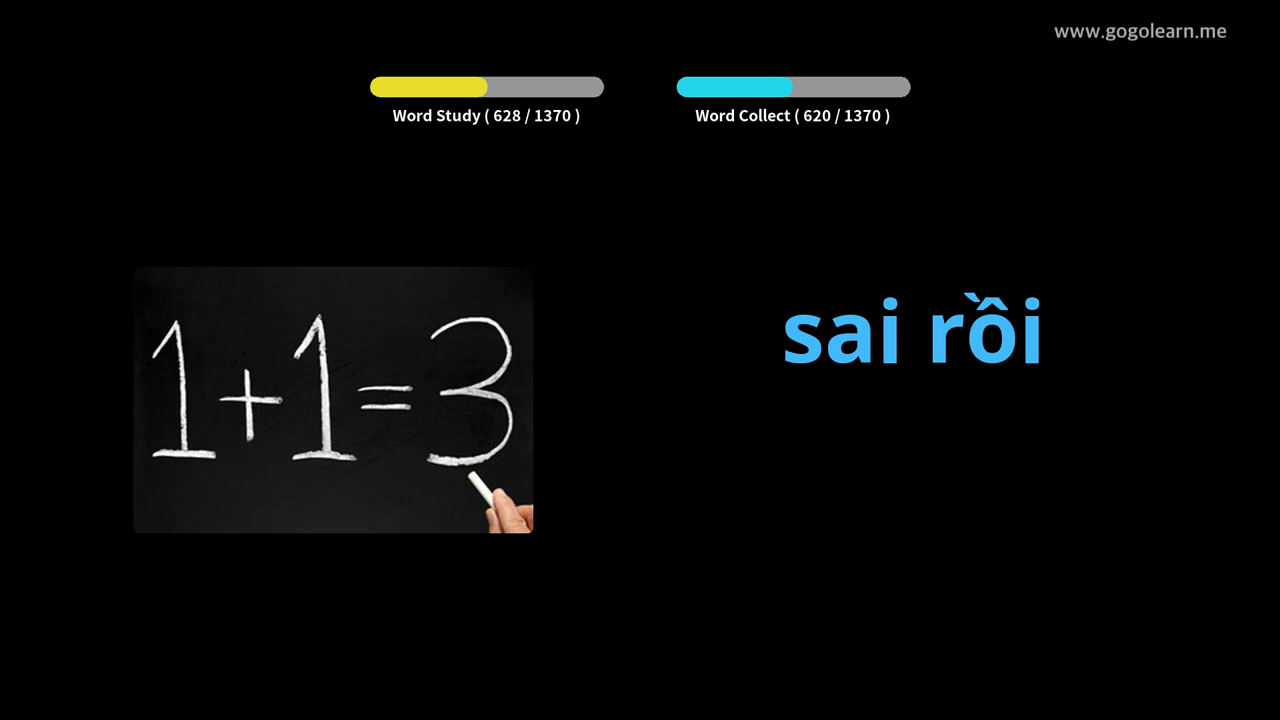 www.gogolearn.me
Word Study ( 628 / 1370 )
Word Collect ( 620 / 1370 )
1+1=3
sai rồi